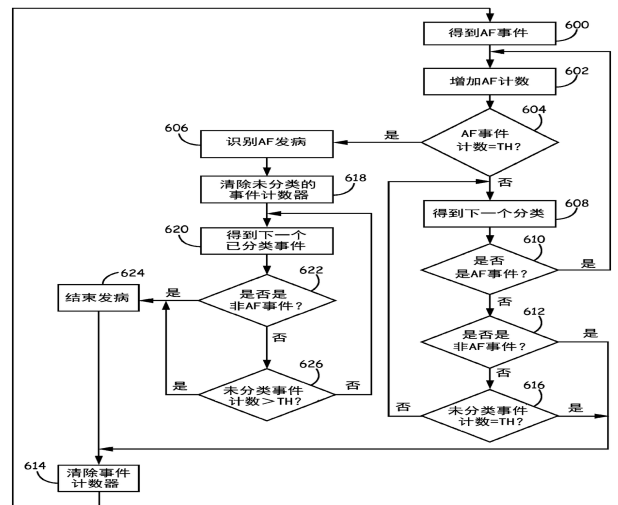 得到AF事件
600
增加AF计数
602
604
AF事件
计数=TH?
是
606
识别AF发病
否
清除未分类的
事件计数器
618
得到下一个分类
608
620
得到下一个
已分类事件
610
是否
是AF事件?
是
624
结束发病
是
622
是否是
非AF事件?
否
否
612
是否是
非AF事件?
是
否
626
未分类事件
计数>TH?
是
否
616
未分类事件
计数=TH?
否
是
614
清除事件
计数器